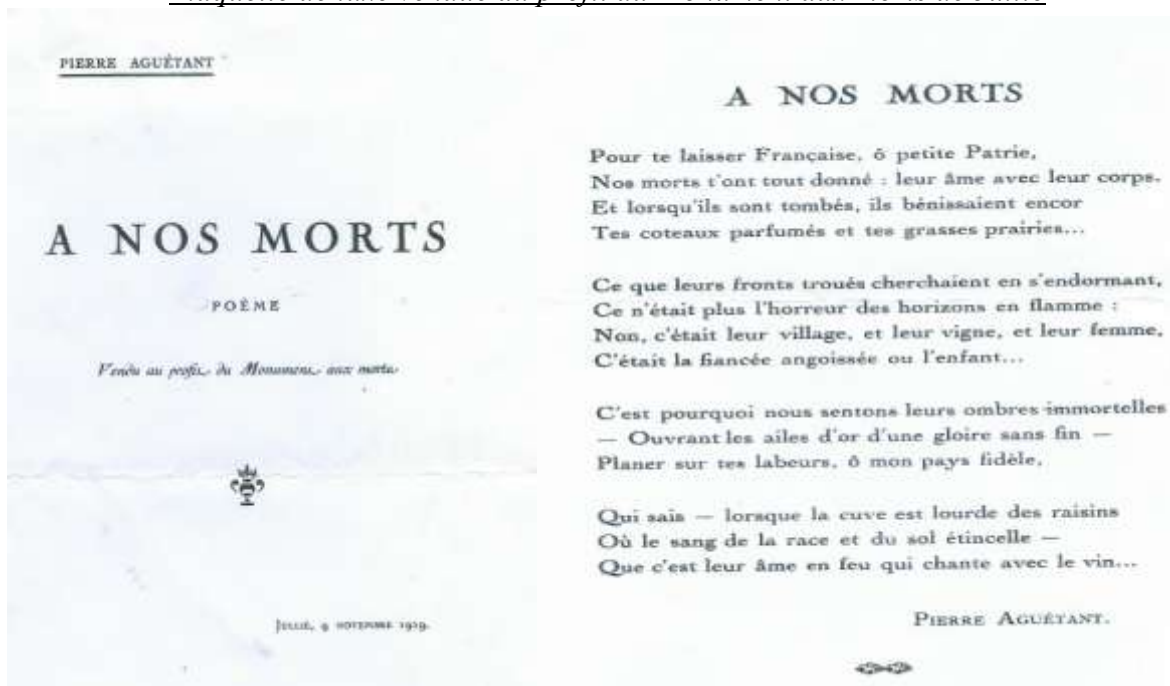 PIERRE AGUÉTANT
A NOS MORTS
POÈME
Vendu au profit du Monument aux morts
JULLIÉ, 9 NOVEMBRE 1919.
A NOS MORTS
Pour te laisser Française, ô petite Patrie,
Nos morts t'ont tout donné : leur âme avec leur corps.
Et lorsqu'ils sont tombés, ils bénissaient encor
Tes coteaux parfumés et tes grasses prairies...
Ce que leurs fronts troués cherchaient en s'endormant,
Ce n'était plus l'horreur des horizons en flamme :
Non, c'était leur village, et leur vigne, et leur femme,
C'était la fiancée angoissée ou l'enfant...
C'est pourquoi nous sentons leurs ombres immortelles
— Ouvrant les ailes d'or d'une gloire sans fin —
Planer sur tes labeurs, ô mon pays fidèle,
Qui sais — lorsque la cuve est lourde des raisins
Où le sang de la race et du sol étincelle —
Que c'est leur âme en feu qui chante avec le vin...
PIERRE AGUÉTANT.